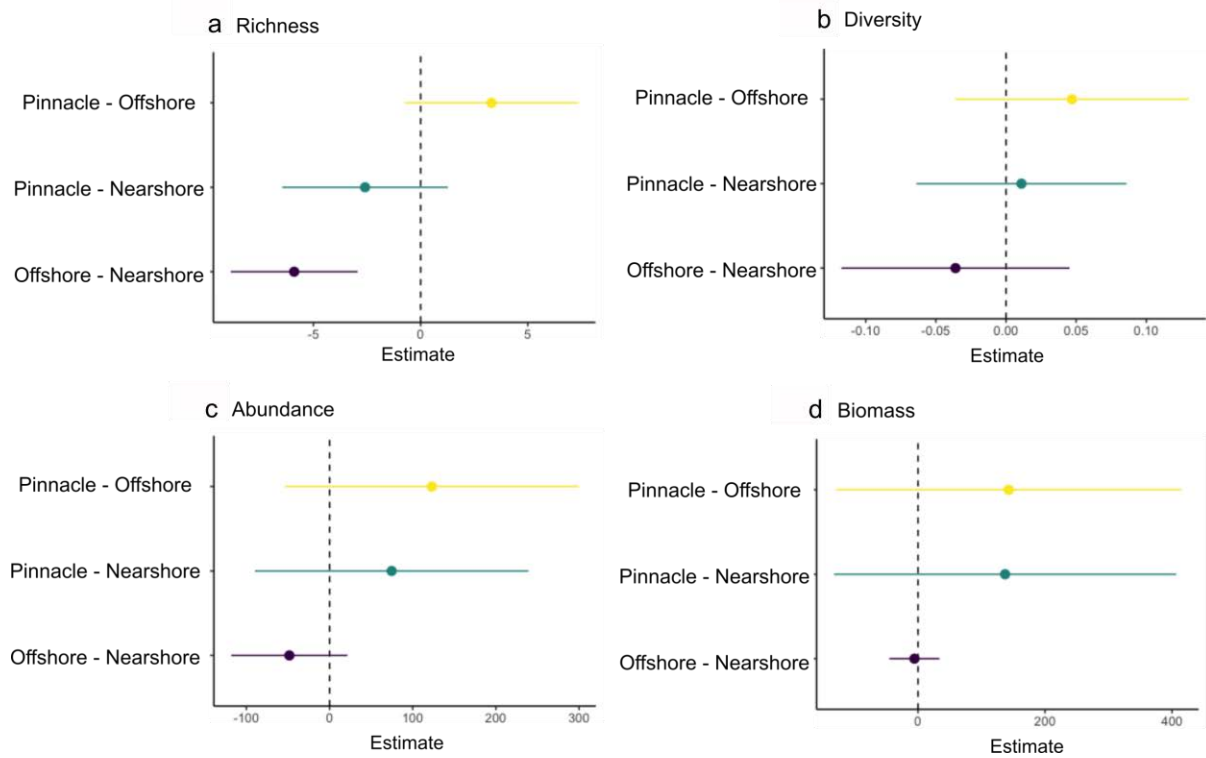 a Richness
Pinnacle - Offshore
Pinnacle - Nearshore
Offshore - Nearshore
-5 0 5
Estimate
b Diversity
Pinnacle - Offshore
Pinnacle - Nearshore
Offshore - Nearshore
-0.10 -0.05 0.00 0.05 0.10
Estimate
c Abundance
Pinnacle - Offshore
Pinnacle - Nearshore
Offshore - Nearshore
-100 0 100 200 300
Estimate
d Biomass
Pinnacle - Offshore
Pinnacle - Nearshore
Offshore - Nearshore
0 200 400
Estimate